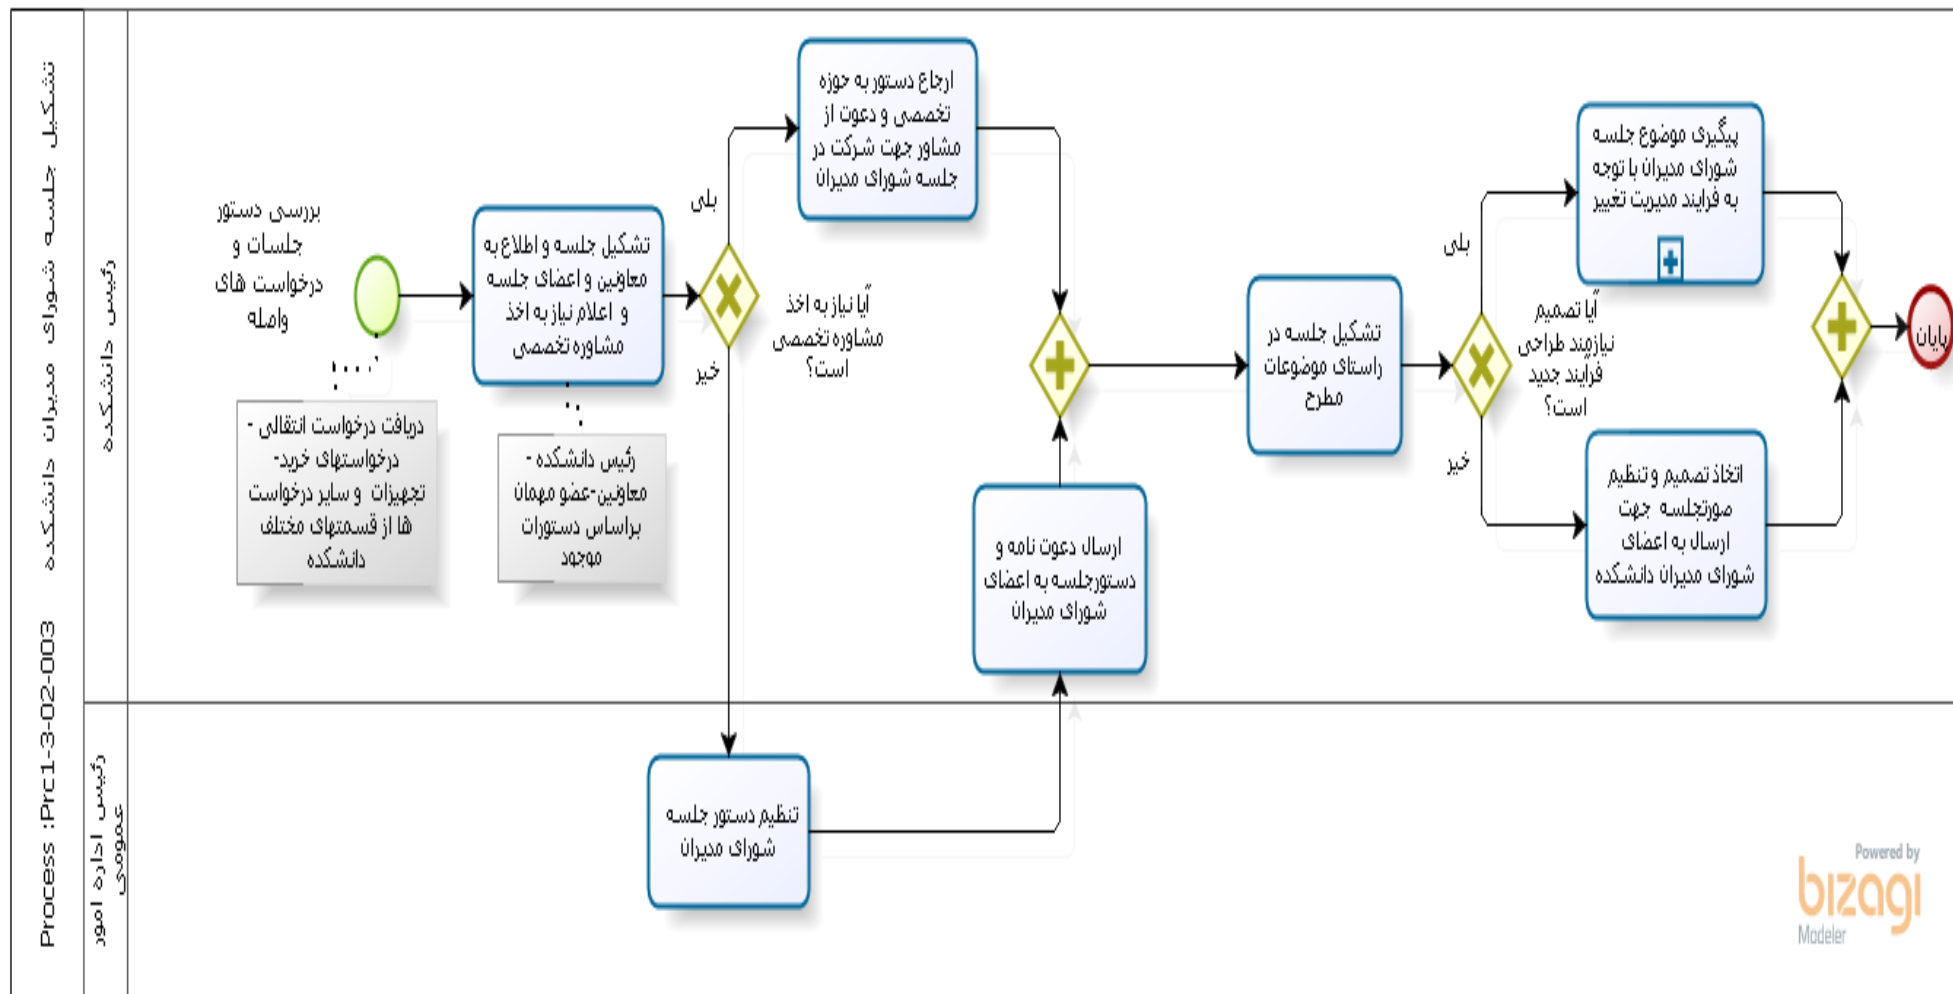 تشکیل جلسه شورای مدیران دانشکده
Process :Prc1-3-02-003
رئیس دانشکده
رئیس اداره امور
عمومی
بررسی دستور
جلسات و
درخواست های
واصله
دریافت درخواست انتقالی -
درخواستهای خرید-
تجهیزات و سایر درخواست
ها از قسمتهای مختلف
دانشکده
تشکیل جلسه و اطلاع به
معاونین و اعضای جلسه
و اعلام نیاز به اخذ
مشاوره تخصصی
رئیس دانشکده -
معاونین-عضو مهمان
براساس دستورات
موجود
بلی
خیر
آیا نیاز به اخذ
مشاوره تخصصی
است؟
ارجاع دستور به حوزه
تخصصی و دعوت از
مشاور جهت شرکت در
جلسه شورای مدیران
تنظیم دستور جلسه
شورای مدیران
ارسال دعوت نامه و
دستورجلسه به اعضای
شورای مدیران
تشکیل جلسه در
راستای موضوعات
مطرح
بلی
خیر
آیا تصمیم
نیازمند طراحی
فرآیند جدید
است؟
پیگیری موضوع جلسه
شورای مدیران با توجه
به فرایند مدیریت تغییر
اتخاذ تصمیم و تنظیم
صورتجلسه جهت
ارسال به اعضای
شورای مدیران دانشکده
پایان
Powered by
bizagi
Modeler